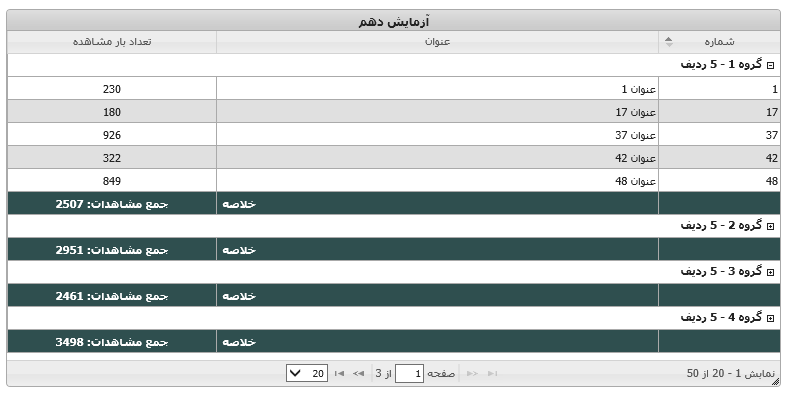 آزمایش دهم
شماره عنوان تعداد بار مشاهده
گروه 1 - 5 ردیف
1 عنوان 1 230
17 عنوان 17 180
37 عنوان 37 926
42 عنوان 42 322
48 عنوان 48 849
خلاصه جمع مشاهدات: 2507
گروه 2 - 5 ردیف
خلاصه جمع مشاهدات: 2951
گروه 3 - 5 ردیف
خلاصه جمع مشاهدات: 2461
گروه 4 - 5 ردیف
خلاصه جمع مشاهدات: 3498
نمایش 1 - 20 از 50 صفحه 1 از 3 20